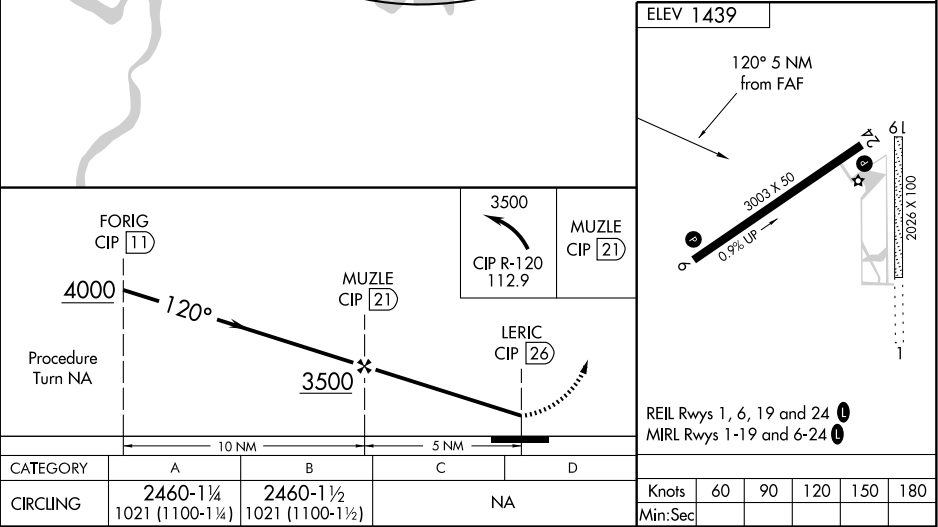 ELEV 1439
120° 5 NM
from FAF
3003 X 50
0.9% UP
6
24
19
2026 X 100
1
P
P
REIL Rwys 1, 6, 19 and 24 L
MIRL Rwys 1-19 and 6-24 L
FORIG
CIP 11
4000
120°
Procedure
Turn NA
MUZLE
CIP 21
3500
LERIC
CIP 26
3500
CIP R-120
112.9
MUZLE
CIP 21
10 NM
5 NM
CATEGORY A B C D
CIRCLING 2460-1¼ 2460-1½ NA
1021 (1100-1¼) 1021 (1100-1½)
Knots 60 90 120 150 180
Min:Sec